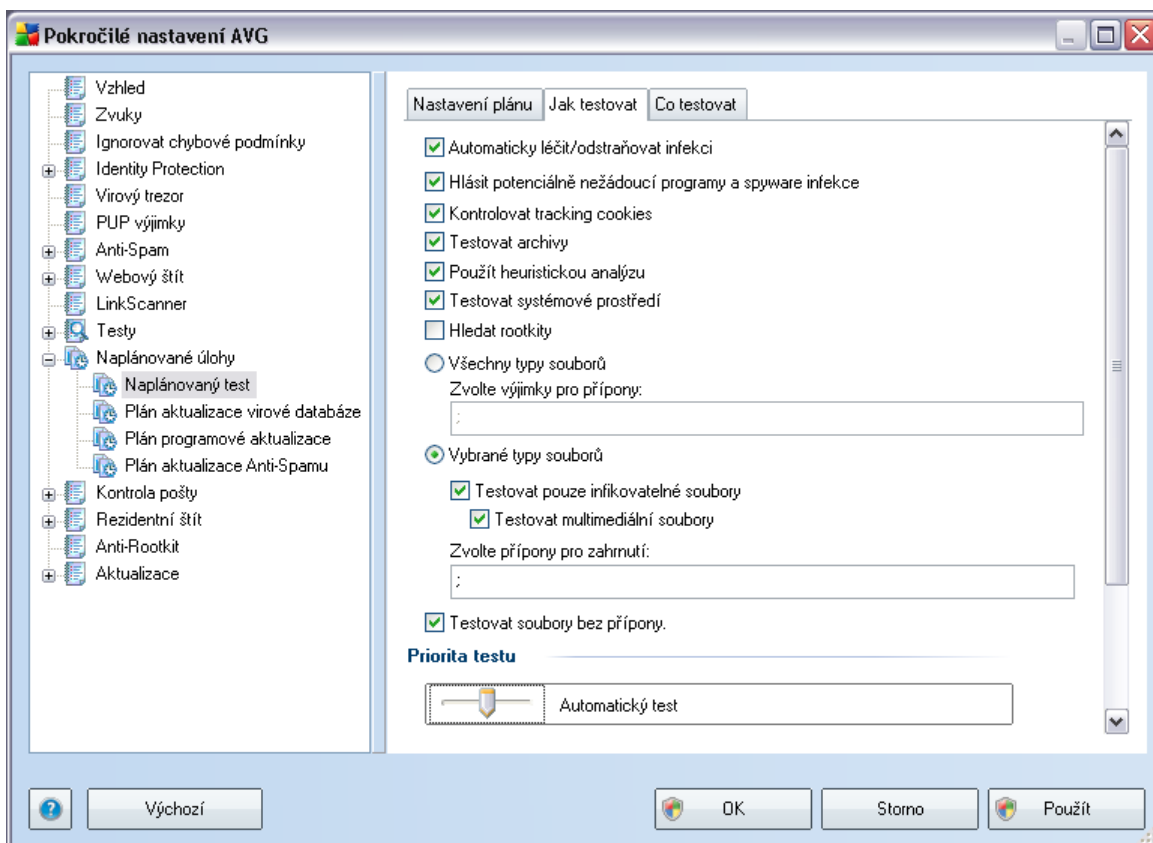 Pokročilé nastavení AVG
Vzhled
Zvuky
Ignorovat chybové podmínky
Identity Protection
Virový trezor
PUP výjimky
Anti-Spam
Webový štít
LinkScanner
Testy
Naplánované úlohy
Naplánovaný test
Plán aktualizace virové databáze
Plán programové aktualizace
Plán aktualizace Anti-Spamu
Kontrola pošty
Rezidentní štít
Anti-Rootkit
Aktualizace
Nastavení plánu Jak testovat Co testovat
Automaticky léčit/odstraňovat infekci
Hlásit potenciálně nežádoucí programy a spyware infekce
Kontrolovat tracking cookies
Testovat archivy
Použít heuristickou analýzu
Testovat systémové prostředí
Hledat rootkity
Všechny typy souborů
Zvolte výjimky pro přípony:
;
Vybrané typy souborů
Testovat pouze infikovatelné soubory
Testovat multimediální soubory
Zvolte přípony pro zahrnutí:
;
Testovat soubory bez přípony.
Priorita testu
Automatický test
? Výchozí OK Storno Použít